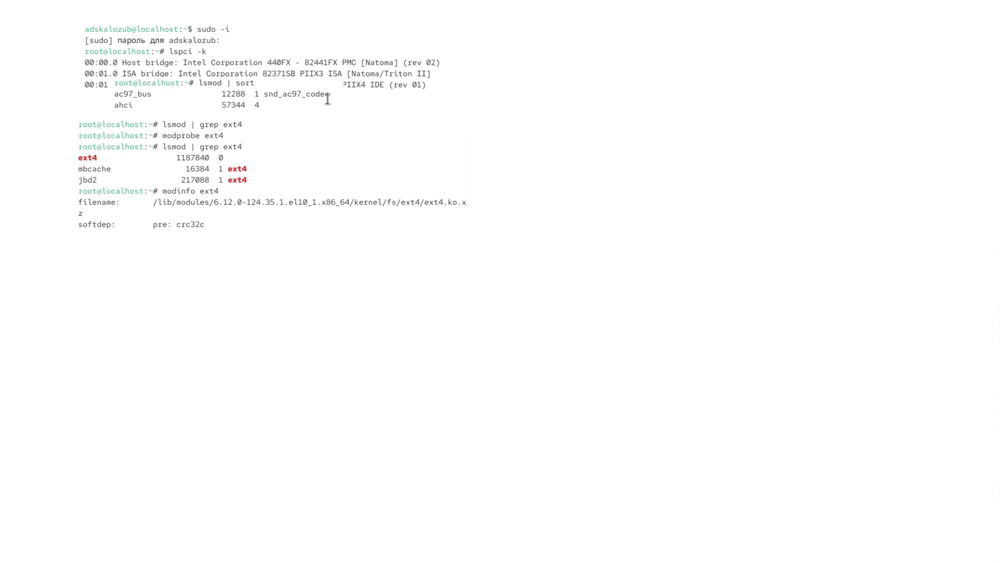 adskalozub@localhost:~$ sudo -i
[sudo] пароль для adskalozub:
root@localhost:~# lspci -k
00:00.0 Host bridge: Intel Corporation 440FX - 82441FX PMC [Natoma] (rev 02)
00:01.0 ISA bridge: Intel Corporation 82371SB PIIX3 ISA [Natoma/Triton II]
00:01. PIIX4 IDE (rev 01)
root@localhost:~# lsmod | sort
ac97_bus 12288 1 snd_ac97_codec
ahci 57344 4
root@localhost:~# lsmod | grep ext4
root@localhost:~# modprobe ext4
root@localhost:~# lsmod | grep ext4
ext4 1187840 0
mbcache 16384 1 ext4
jbd2 217088 1 ext4
root@localhost:~# modinfo ext4
filename: /lib/modules/6.12.0-124.35.1.el10_1.x86_64/kernel/fs/ext4/ext4.ko.x
z
softdep: pre: crc32c